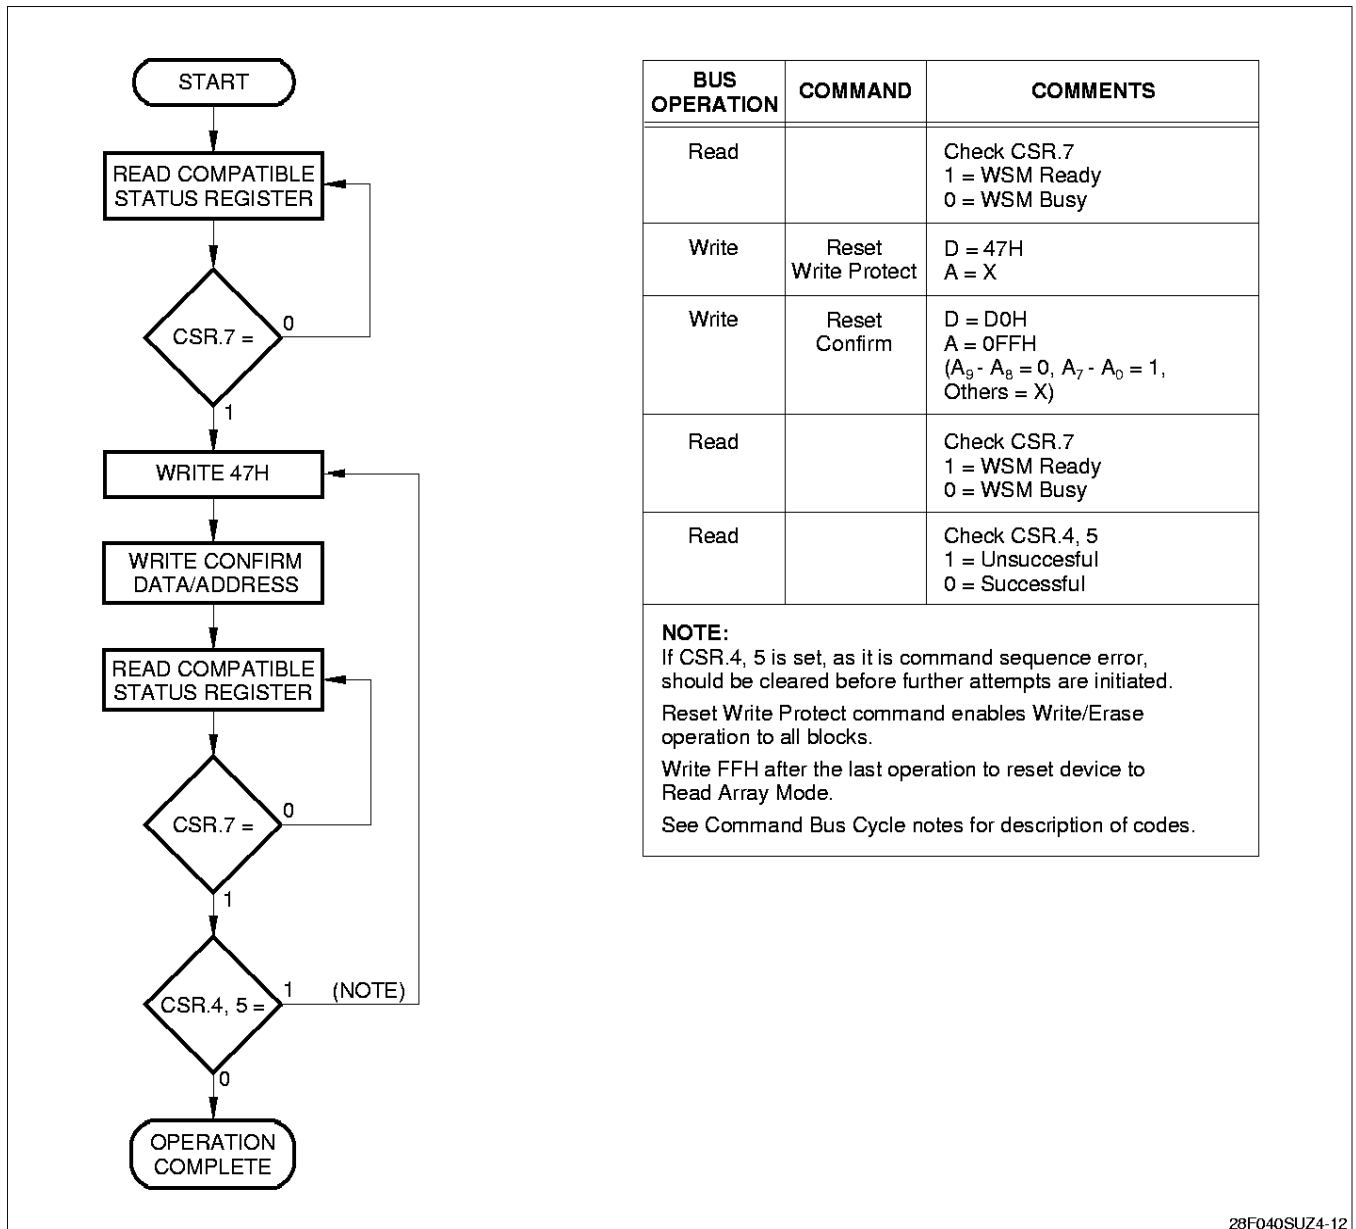 START
READ COMPATIBLE
STATUS REGISTER
CSR.7 =
0
1
WRITE 47H
WRITE CONFIRM
DATA/ADDRESS
READ COMPATIBLE
STATUS REGISTER
CSR.7 =
0
1
CSR.4, 5 =
1
(NOTE)
0
OPERATION
COMPLETE
BUS
OPERATION
COMMAND
COMMENTS
Read
Check CSR.7
1 = WSM Ready
0 = WSM Busy
Write
Reset
Write Protect
D = 47H
A = X
Write
Reset
Confirm
D = D0H
A = 0FFH
(A9 - A8 = 0, A7 - A0 = 1,
Others = X)
Read
Check CSR.7
1 = WSM Ready
0 = WSM Busy
Read
Check CSR.4, 5
1 = Unsuccesful
0 = Successful
NOTE:
If CSR.4, 5 is set, as it is command sequence error,
should be cleared before further attempts are initiated.
Reset Write Protect command enables Write/Erase
operation to all blocks.
Write FFH after the last operation to reset device to
Read Array Mode.
See Command Bus Cycle notes for description of codes.
28F040SUZ4-12